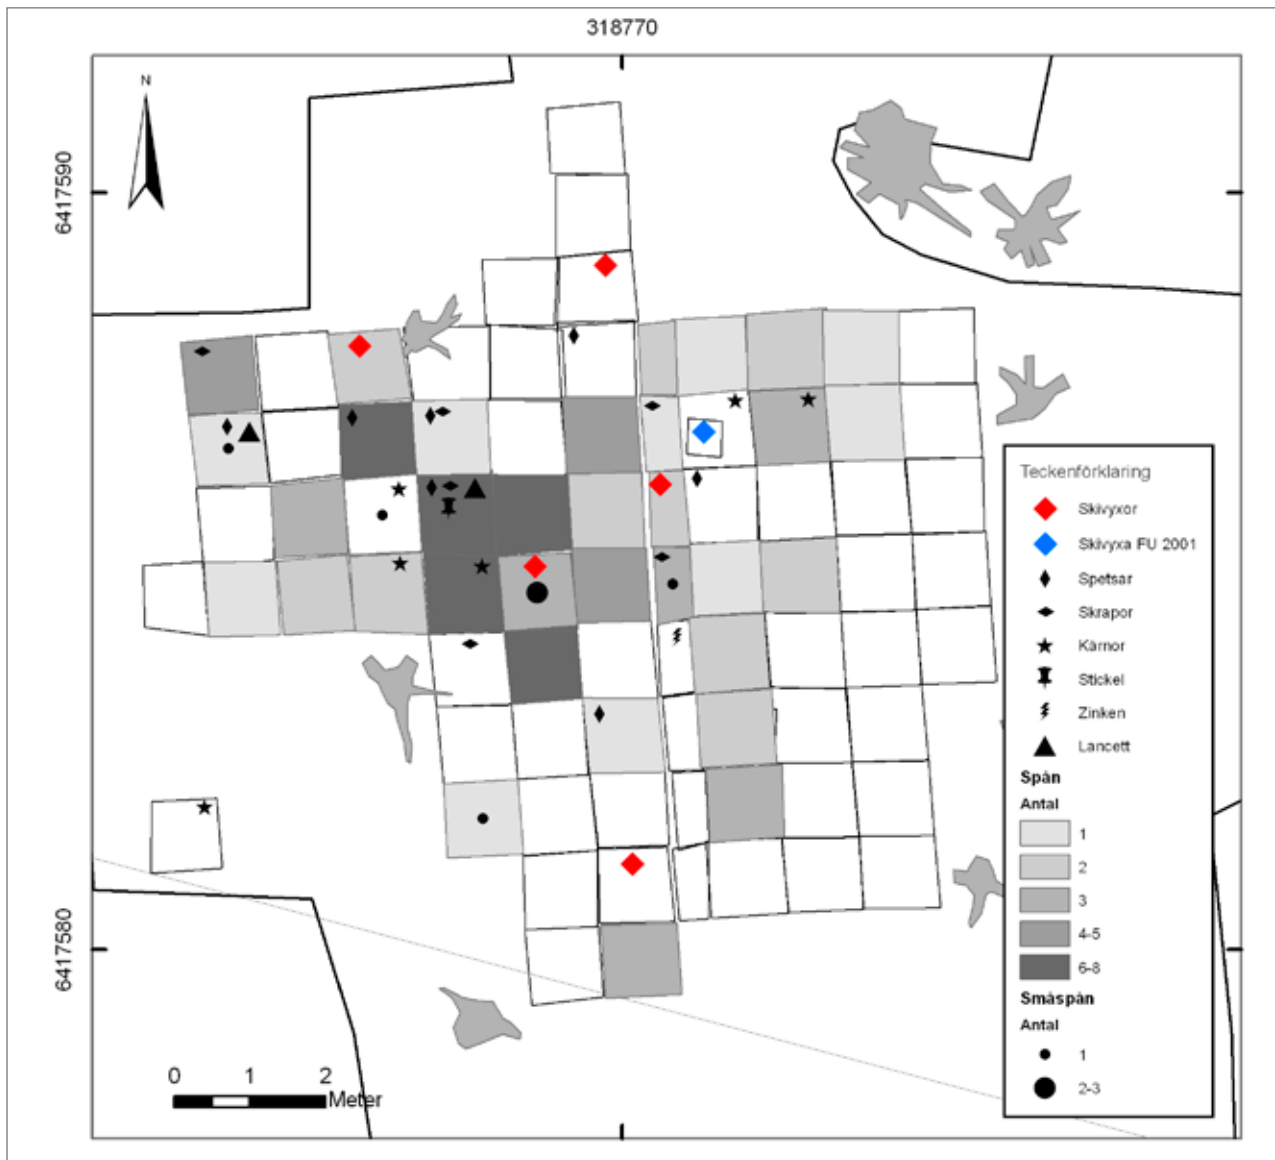 318770
N
6417590
6417580
0 1 2
Meter
Teckenförklaring
Skivyxor
Skivyxa FU 2001
Spetsar
Skrapor
Kärnor
Stickel
Zinken
Lancett
Spån
Antal
1
2
3
4-5
6-8
Småspån
Antal
1
2-3